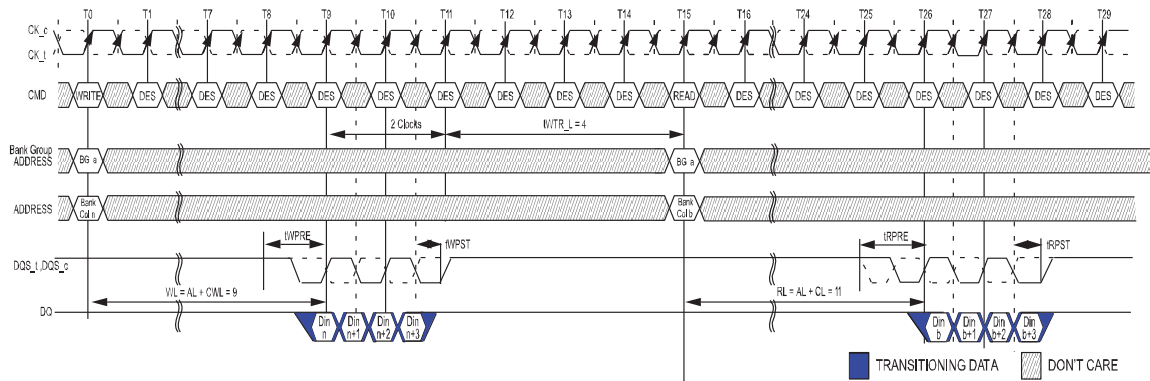 T0 T1 T7 T8 T9 T10 T11 T12 T13 T14 T15 T16 T24 T25 T26 T27 T28 T29
CK_c
CK_t
CMD WRITE DES DES DES DES DES DES DES DES DES READ DES DES DES DES DES DES DES
2 Clocks tWTR_L = 4
Bank Group
ADDRESS BG a BG a
ADDRESS Bank Col n Bank Col b
tWPRE tWPST tRPRE tRPST
DQS_t,DQS_c
WL = AL + CWL = 9 RL = AL + CL = 11
DQ Din n Din n+1 Din n+2 Din n+3 Din b Din b+1 Din b+2 Din b+3
TRANSITIONING DATA DON'T CARE